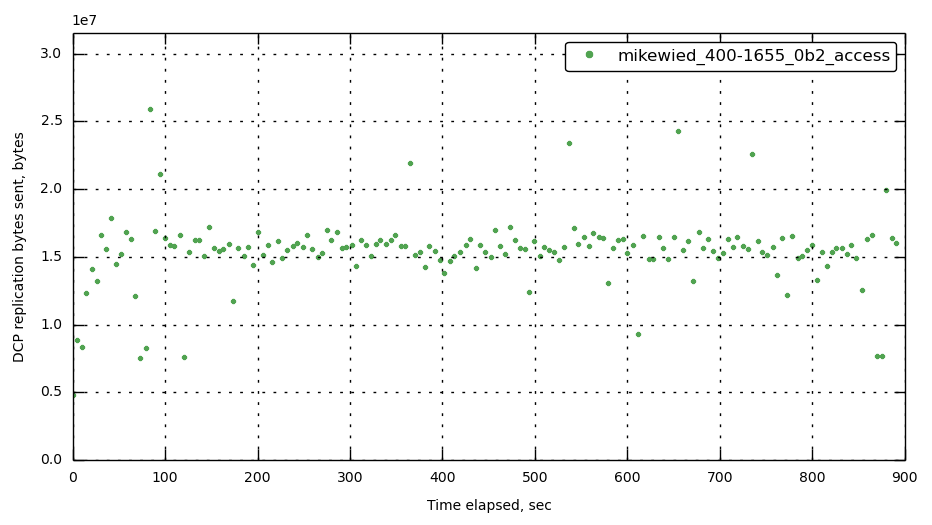 1e7
3.0
2.5
2.0
1.5
1.0
0.5
0.0
DCP replication bytes sent, bytes
mikewied_400-1655_0b2_access
0 100 200 300 400 500 600 700 800 900
Time elapsed, sec